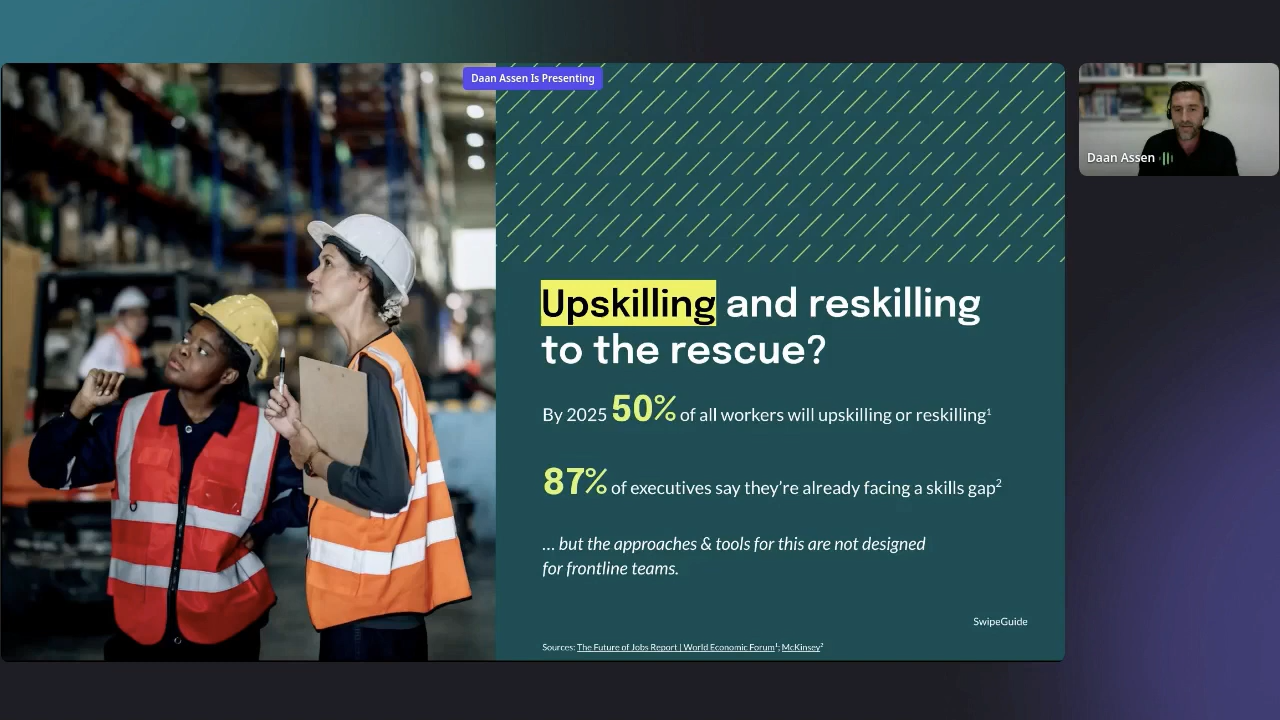 Daan Assen Is Presenting
Daan Assen
Upskilling and reskilling
to the rescue?
By 2025 50% of all workers will upskilling or reskilling¹
87% of executives say they're already facing a skills gap²
... but the approaches & tools for this are not designed
for frontline teams.
SwipeGuide
Sources: The Future of Jobs Report | World Economic Forum¹; McKinsey²